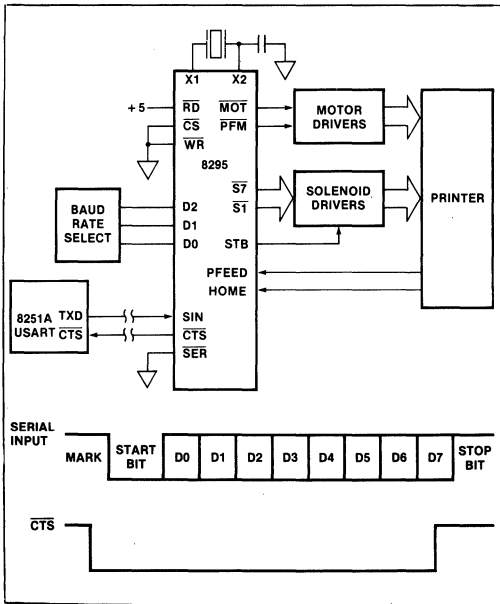 X1 X2
+5
RD MOT
CS PFM
WR
8295
MOTOR
DRIVERS
BAUD
RATE
SELECT
D2
D1
D0
S7
S1
STB
SOLENOID
DRIVERS
PRINTER
PFEED
HOME
8251A TXD
USART CTS
SIN
CTS
SER
SERIAL
INPUT
MARK
START
BIT
D0 D1 D2 D3 D4 D5 D6 D7
STOP
BIT
CTS